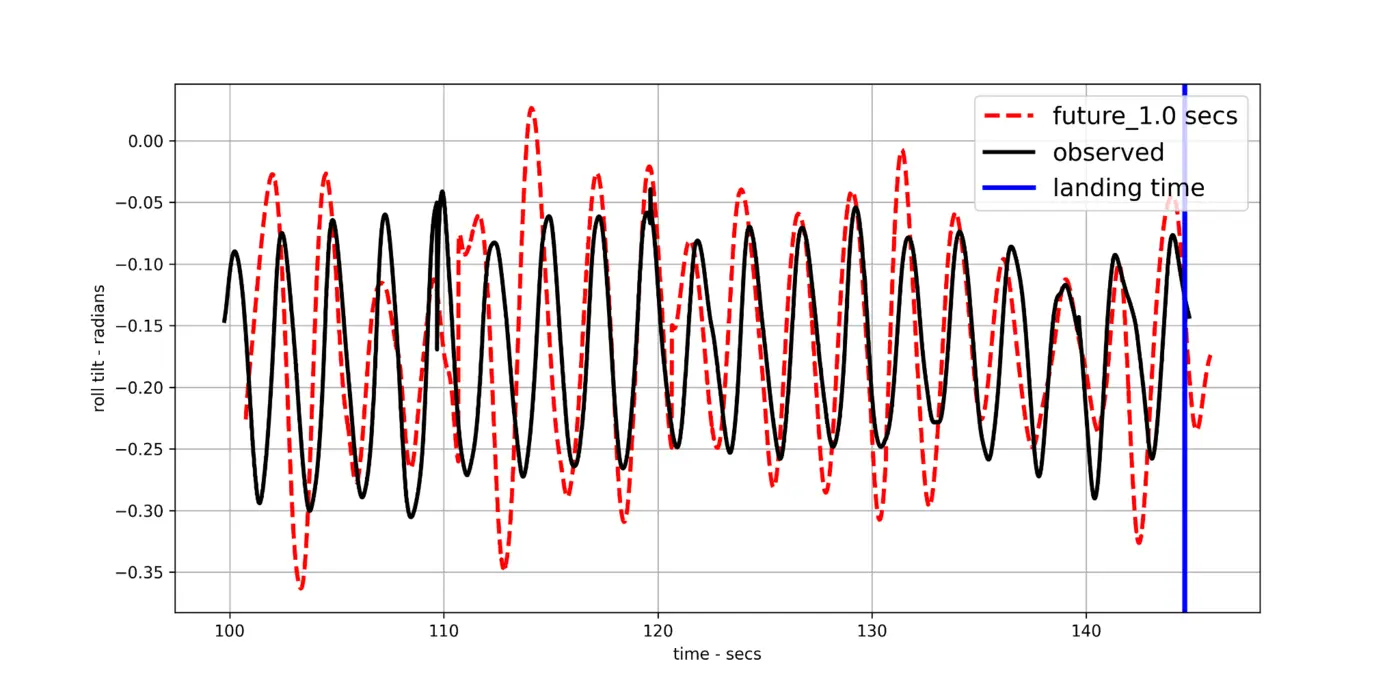 future_1.0 secs
observed
landing time
0.00
−0.05
−0.10
−0.15
−0.20
−0.25
−0.30
−0.35
roll tilt - radians
100 110 120 130 140
time - secs